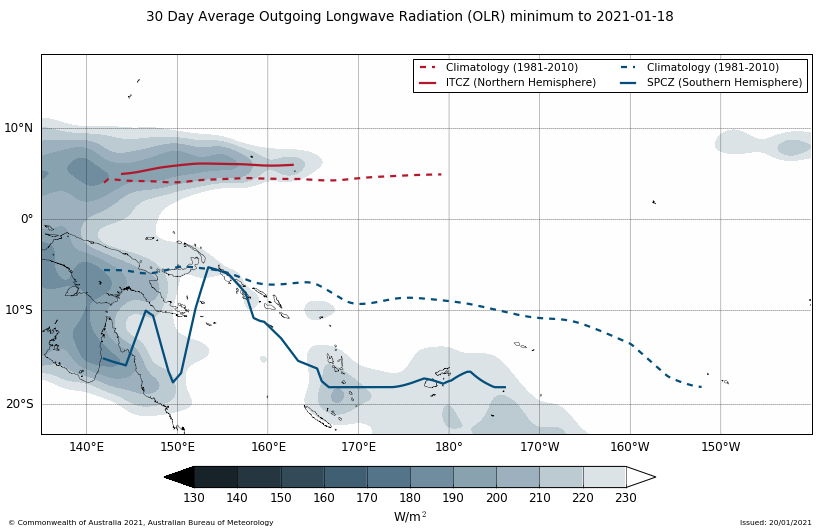 30 Day Average Outgoing Longwave Radiation (OLR) minimum to 2021-01-18
Climatology (1981-2010)
ITCZ (Northern Hemisphere)
Climatology (1981-2010)
SPCZ (Southern Hemisphere)
10°N
0°
10°S
20°S
140°E 150°E 160°E 170°E 180° 170°W 160°W 150°W
130 140 150 160 170 180 190 200 210 220 230
W/m²
© Commonwealth of Australia 2021, Australian Bureau of Meteorology
Issued: 20/01/2021